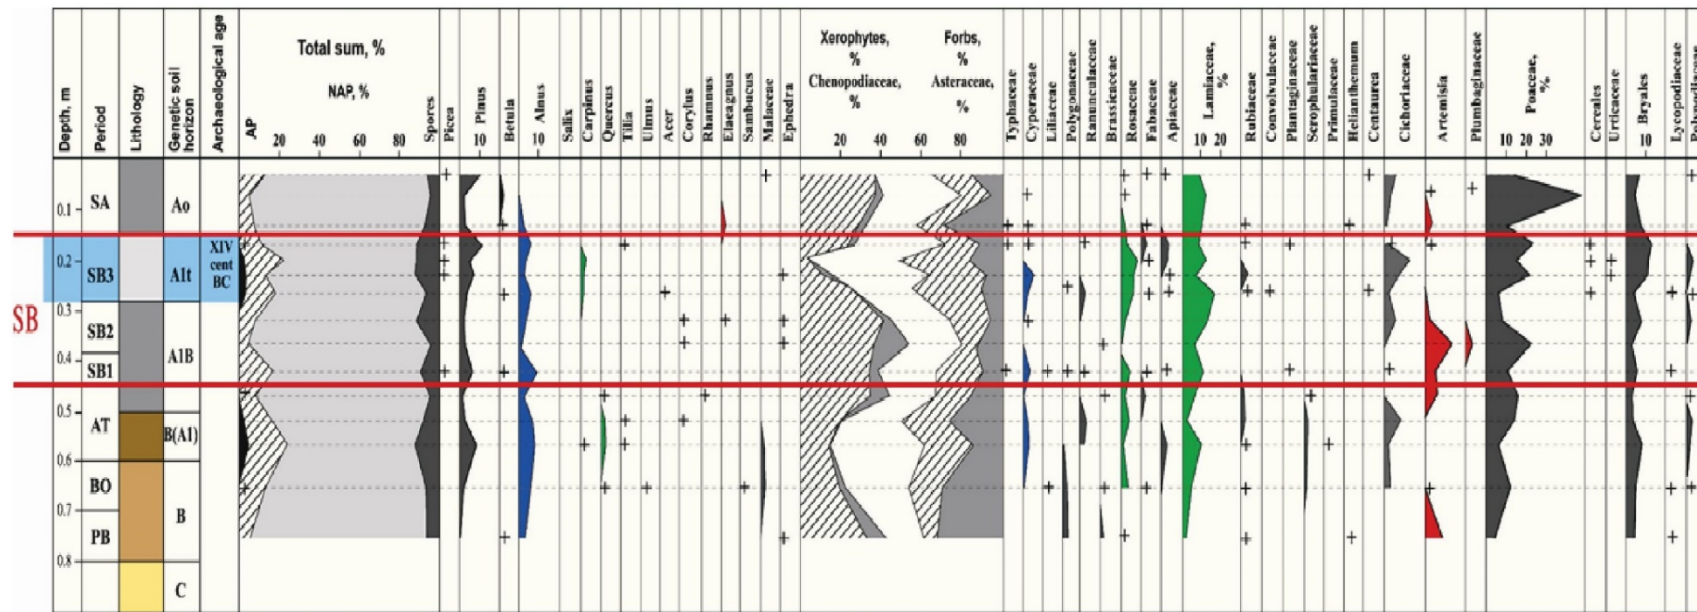 Depth, m
Period
Lithology
Genetic soil
horizon
Archaeological age
AP
Total sum, %
NAP, %
20
40
60
80
Spores
Picea
Pinus
10
Betula
Alnus
10
Salix
Carpinus
Quercus
Tilia
Ulmus
Acer
Corylus
Rhamnus
Elaeagnus
Sambucus
Malaceae
Ephedra
Xerophytes,
%
Chenopodiaceae,
%
Forbs,
%
Asteraceae,
%
20
40
60
80
Typhaceae
Cyperaceae
Liliaceae
Polygonaceae
Ranunculaceae
Brassicaceae
Rosaceae
Fabaceae
Apiaceae
Lamiaceae,
%
10 20
Rubiaceae
Convolvulaceae
Plantaginaceae
Scrophulariaceae
Primulaceae
Helianthemum
Centaurea
Cichoriaceae
Artemisia
Plumbaginaceae
Poaceae,
%
10 20 30
Cereales
Urticaceae
Bryales
10
Lycopodiaceae
Polypodiaceae
0.1
0.2
0.3
0.4
0.5
0.6
0.7
0.8
SB
SA
SB3
SB2
SB1
AT
BO
PB
Ao
A1t
A1B
B(A1)
B
C
XIV
cent
BC